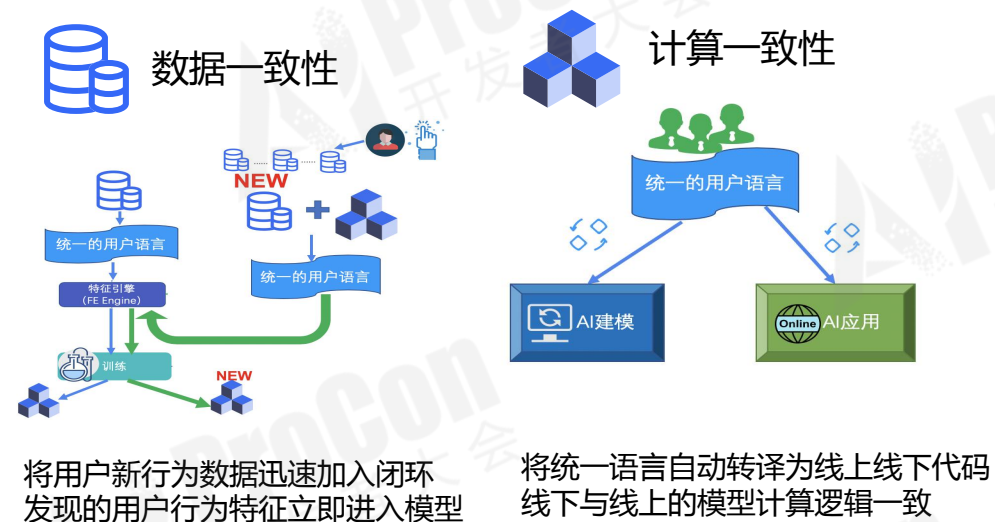 数据一致性
NEW
统一的用户语言
特征引擎
(FE Engine)
统一的用户语言
训练
NEW
将用户新行为数据迅速加入闭环
发现的用户行为特征立即进入模型
计算一致性
统一的用户语言
AI建模
Online
AI应用
将统一语言自动转译为线上线下代码
线下与线上的模型计算逻辑一致